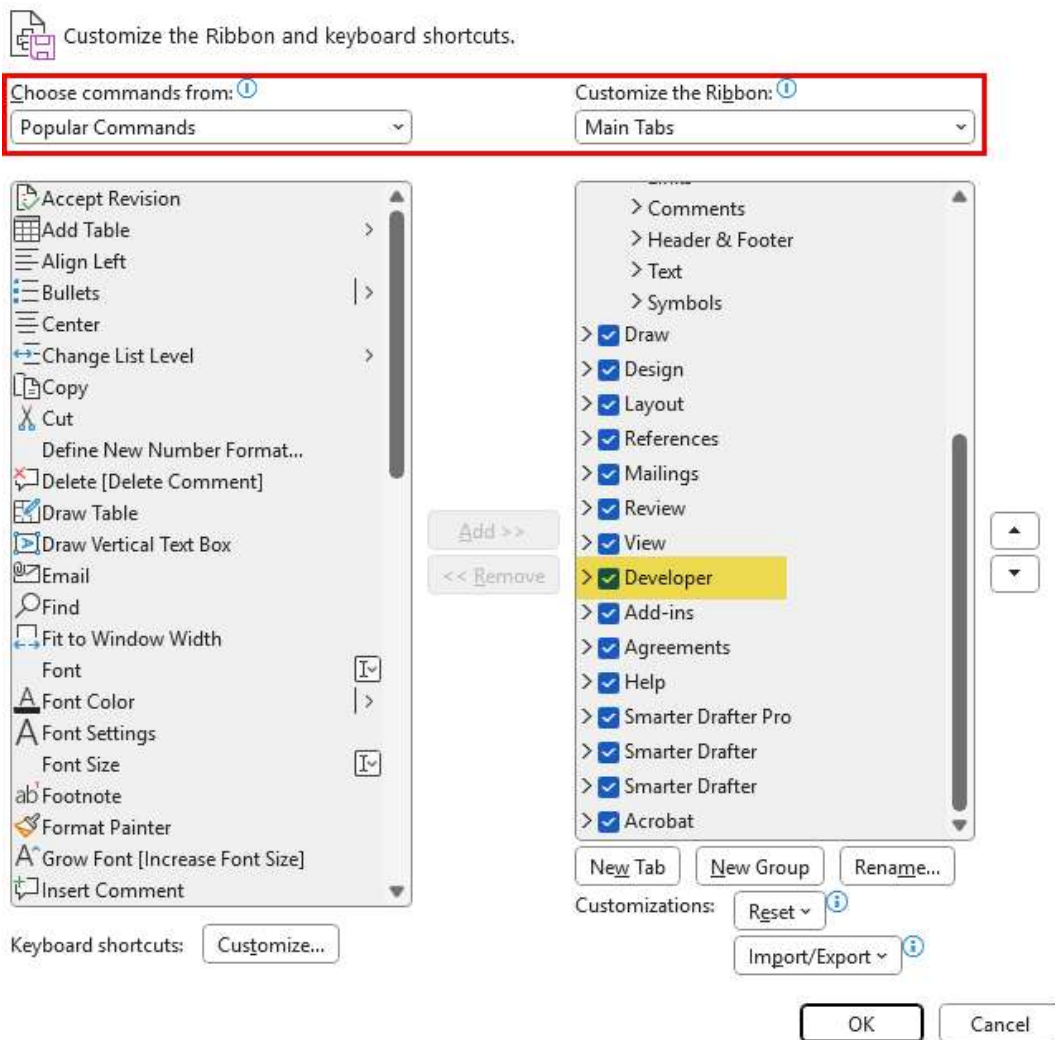 Customize the Ribbon and keyboard shortcuts.
Choose commands from:
Popular Commands
Accept Revision
Add Table
Align Left
Bullets
Center
Change List Level
Copy
Cut
Define New Number Format...
Delete [Delete Comment]
Draw Table
Draw Vertical Text Box
Email
Find
Fit to Window Width
Font
Font Color
Font Settings
Font Size
Footnote
Format Painter
Grow Font [Increase Font Size]
Insert Comment
Keyboard shortcuts: Customize...
Add >>
<< Remove
Customize the Ribbon:
Main Tabs
Comments
Header & Footer
Text
Symbols
Draw
Design
Layout
References
Mailings
Review
View
Developer
Add-ins
Agreements
Help
Smarter Drafter Pro
Smarter Drafter
Smarter Drafter
Acrobat
New Tab New Group Rename...
Customizations: Reset
Import/Export
OK Cancel